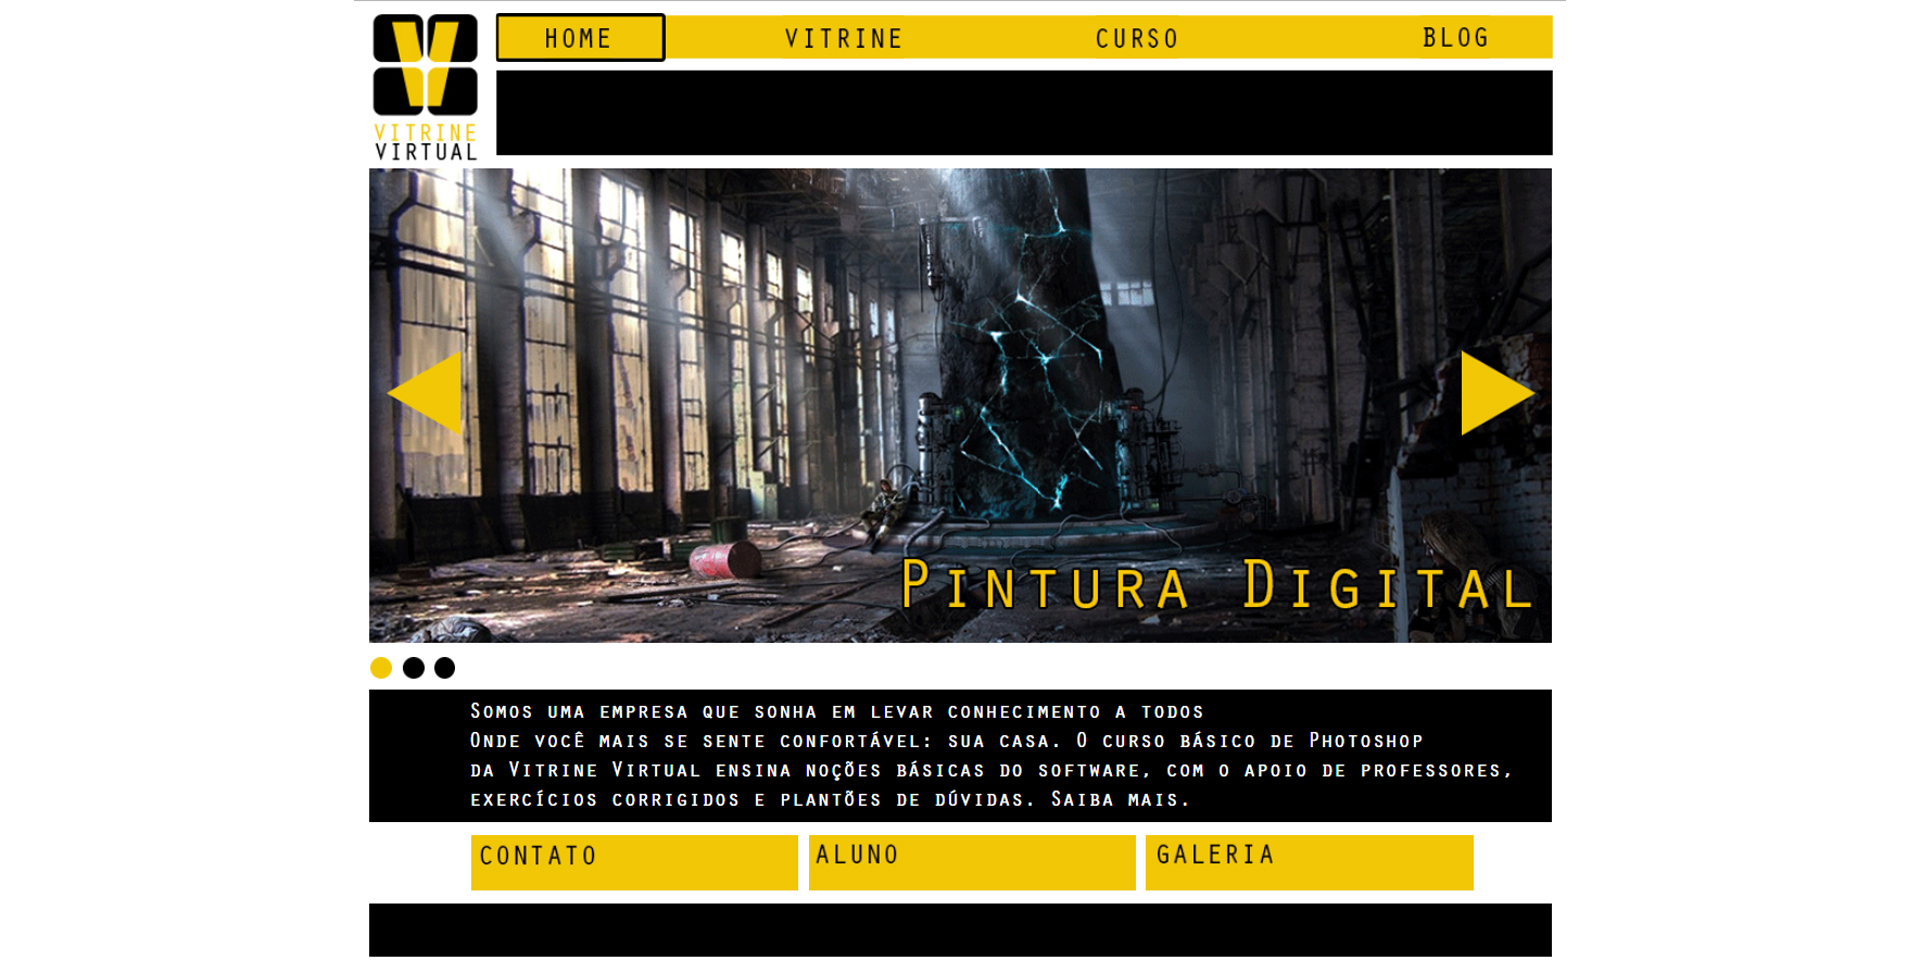 HOME VITRINE CURSO BLOG
VITRINE
VIRTUAL
PINTURA DIGITAL
SOMOS UMA EMPRESA QUE SONHA EM LEVAR CONHECIMENTO A TODOS
ONDE VOCÊ MAIS SE SENTE CONFORTÁVEL: SUA CASA. O CURSO BÁSICO DE PHOTOSHOP
DA VITRINE VIRTUAL ENSINA NOÇÕES BÁSICAS DO SOFTWARE, COM O APOIO DE PROFESSORES,
EXERCÍCIOS CORRIGIDOS E PLANTÕES DE DÚVIDAS. SAIBA MAIS.
CONTATO ALUNO GALERIA